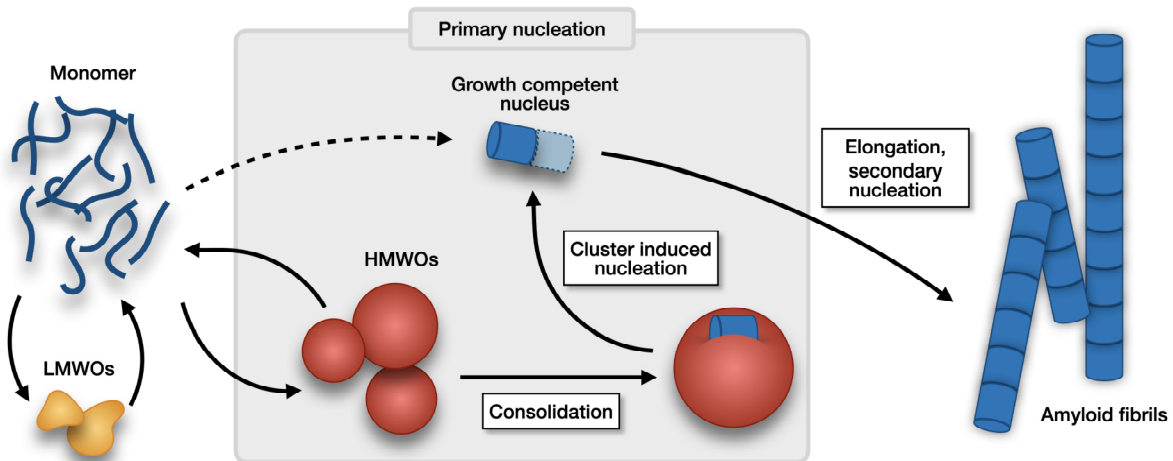 Primary nucleation
Monomer
Growth competent
nucleus
Elongation,
secondary
nucleation
Cluster induced
nucleation
HMWOs
LMWOs
Consolidation
Amyloid fibrils